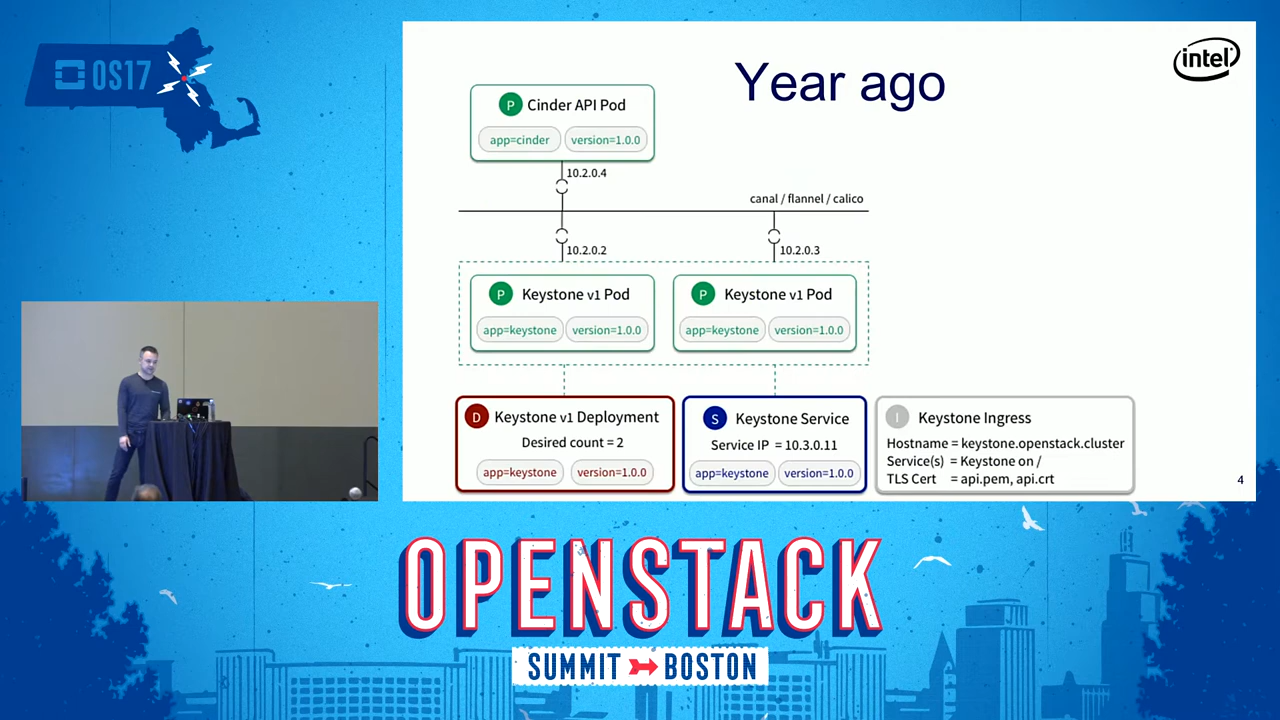 OS17
Year ago
intel
P Cinder API Pod
app=cinder version=1.0.0
10.2.0.4
canal / flannel / calico
10.2.0.2 10.2.0.3
P Keystone v1 Pod
app=keystone version=1.0.0
P Keystone v1 Pod
app=keystone version=1.0.0
D Keystone v1 Deployment
Desired count = 2
app=keystone version=1.0.0
S Keystone Service
Service IP = 10.3.0.11
app=keystone version=1.0.0
I Keystone Ingress
Hostname = keystone.openstack.cluster
Service(s) = Keystone on /
TLS Cert = api.pem, api.crt
4
OPENSTACK
SUMMIT BOSTON